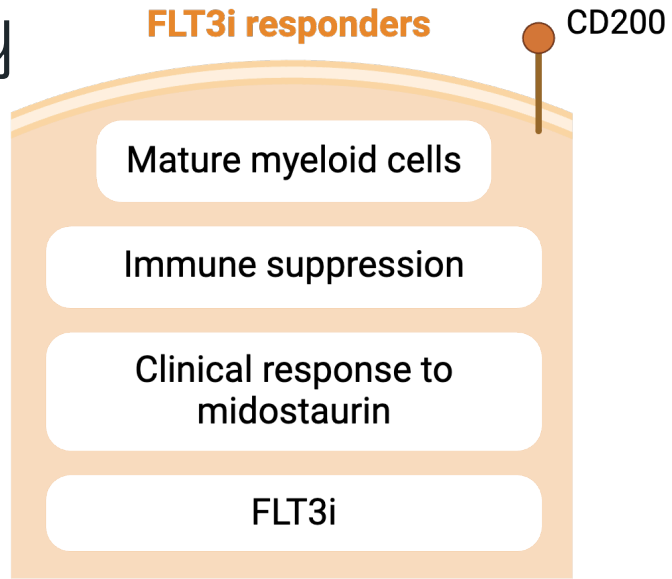 FLT3i responders
CD200
Mature myeloid cells
Immune suppression
Clinical response to
midostaurin
FLT3i